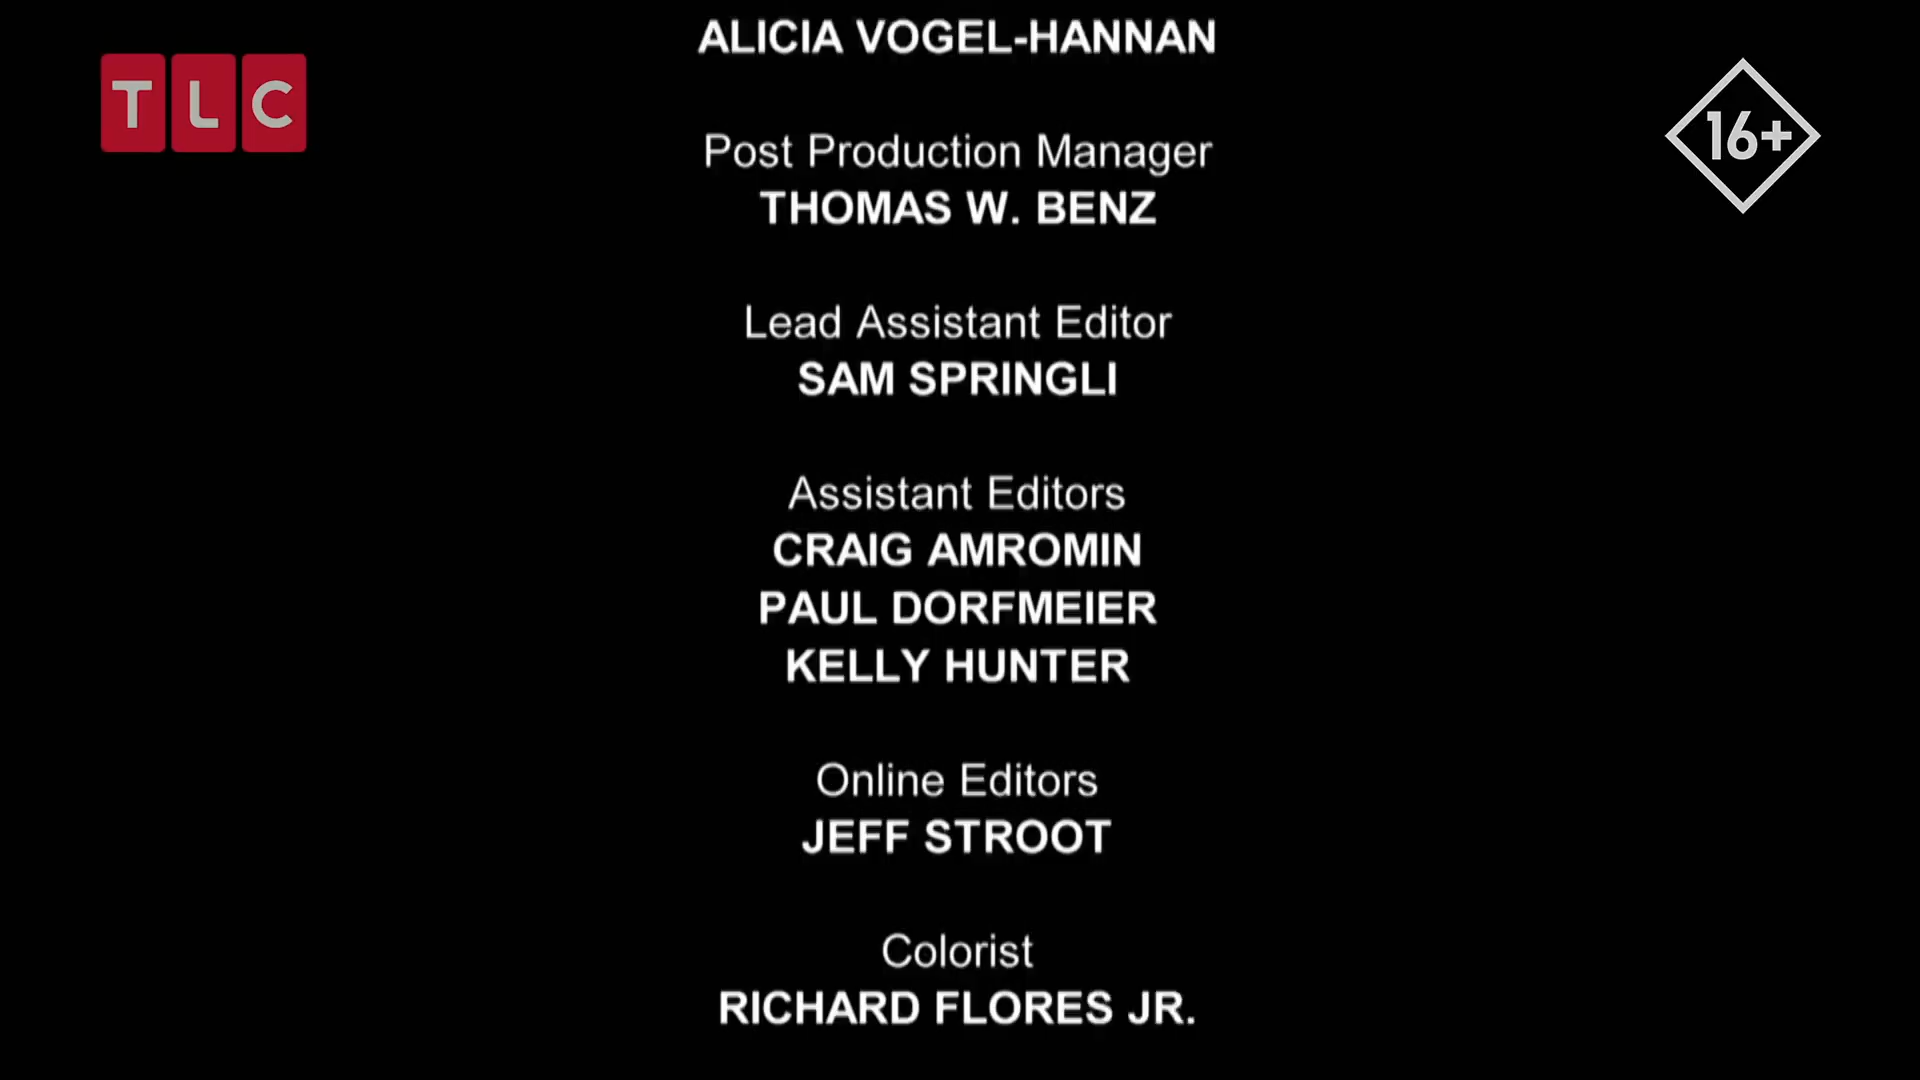 ALICIA VOGEL-HANNAN
TLC
16+
Post Production Manager
THOMAS W. BENZ
Lead Assistant Editor
SAM SPRINGLI
Assistant Editors
CRAIG AMROMIN
PAUL DORFMEIER
KELLY HUNTER
Online Editors
JEFF STROOT
Colorist
RICHARD FLORES JR.